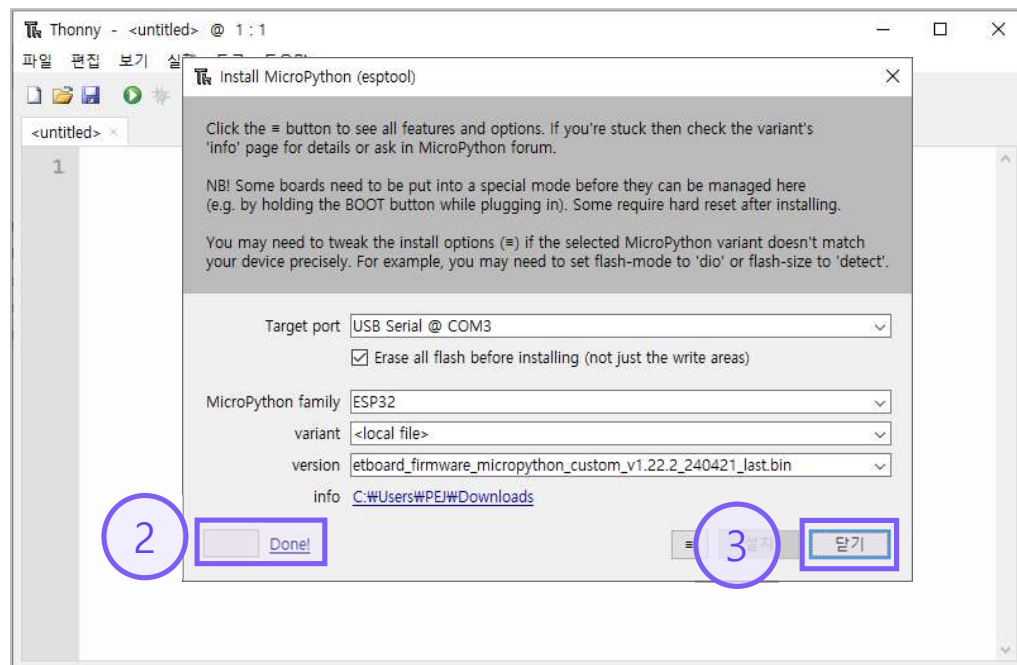 Thonny - <untitled> @ 1 : 1
파일 편집 보기
Install MicroPython (esptool)
<untitled>
1
Click the ≡ button to see all features and options. If you're stuck then check the variant's
'info' page for details or ask in MicroPython forum.
NB! Some boards need to be put into a special mode before they can be managed here
(e.g. by holding the BOOT button while plugging in). Some require hard reset after installing.
You may need to tweak the install options (≡) if the selected MicroPython variant doesn't match
your device precisely. For example, you may need to set flash-mode to 'dio' or flash-size to 'detect'.
Target port USB Serial @ COM3
Erase all flash before installing (not just the write areas)
MicroPython family ESP32
variant <local file>
version etboard_firmware_micropython_custom_v1.22.2_240421_last.bin
info C:₩Users₩PEJ₩Downloads
2 Done! ≡ 3 닫기